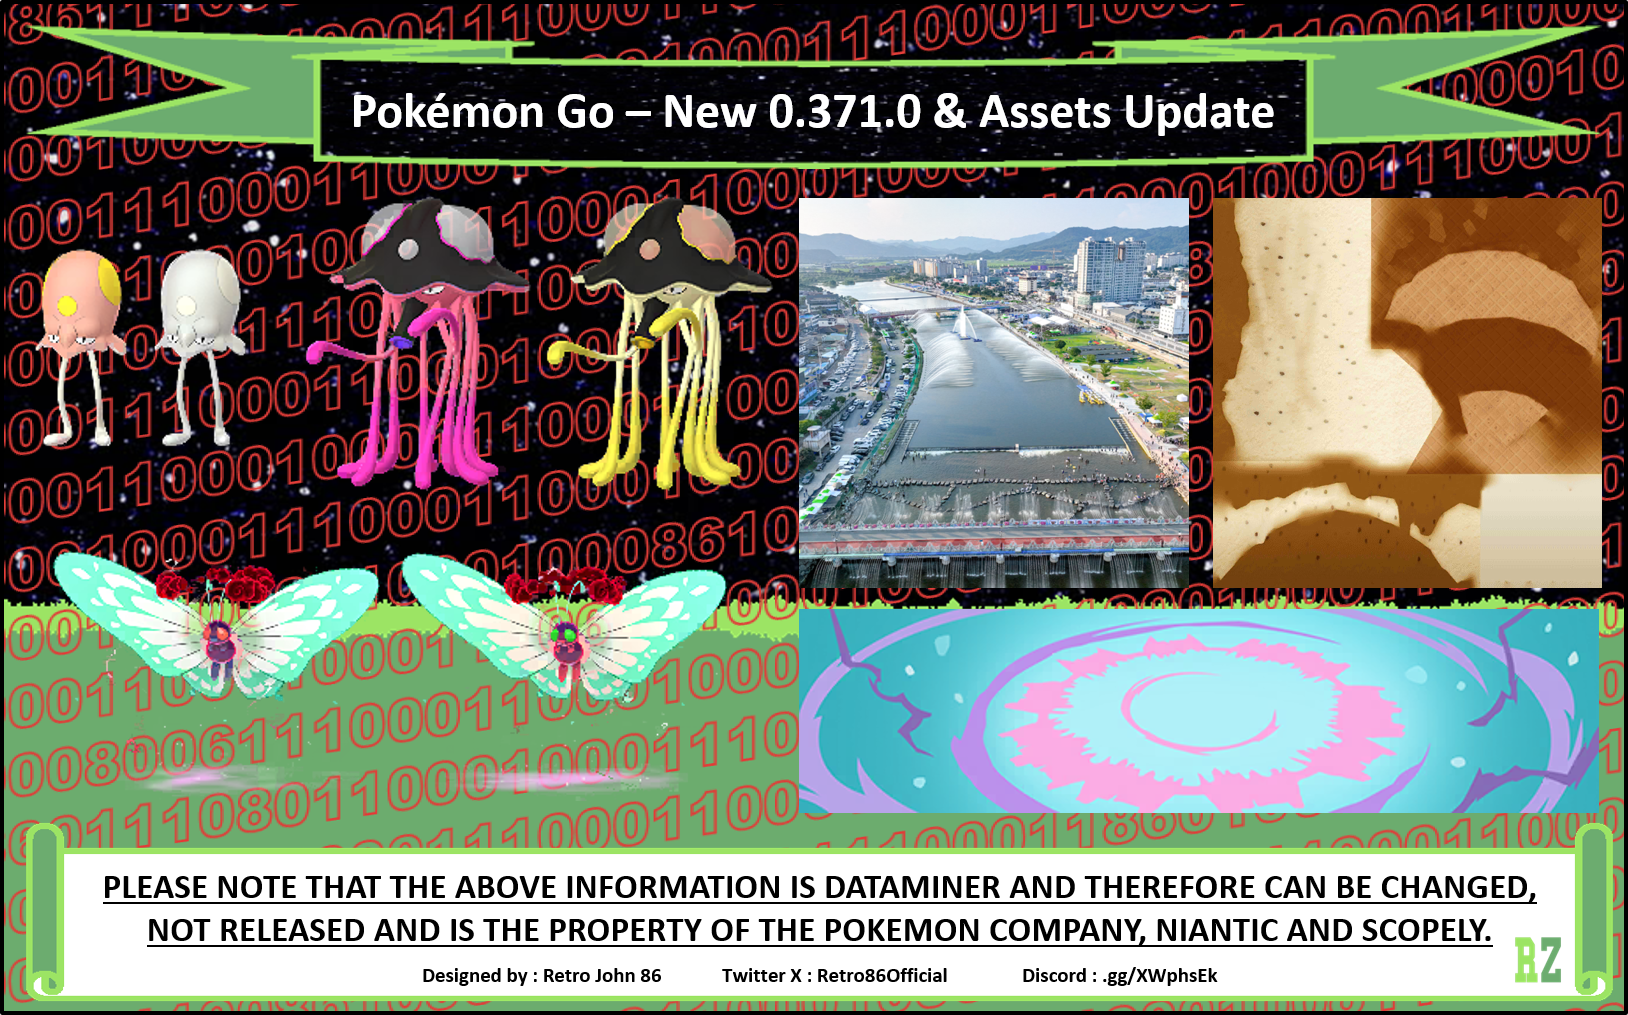 Pokémon Go – New 0.371.0 & Assets Update
PLEASE NOTE THAT THE ABOVE INFORMATION IS DATAMINER AND THEREFORE CAN BE CHANGED,
NOT RELEASED AND IS THE PROPERTY OF THE POKEMON COMPANY, NIANTIC AND SCOPELY.
Designed by : Retro John 86 Twitter X : Retro86Official Discord : .gg/XWphsEk
RZ